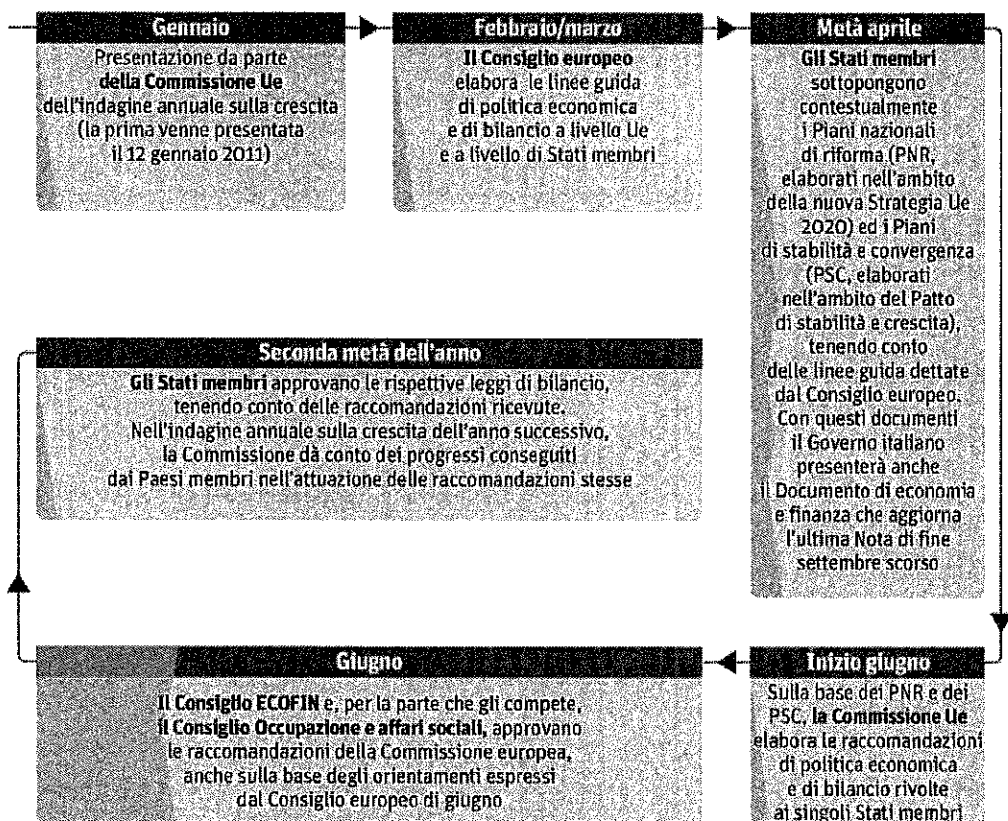 Gennaio
Presentazione da parte
della Commissione Ue
dell'indagine annuale sulla crescita
(la prima venne presentata
il 12 gennaio 2011)
Febbraio/marzo
Il Consiglio europeo
elabora le linee guida
di politica economica
e di bilancio a livello Ue
e a livello di Stati membri
Metà aprile
Gli Stati membri
sottopongono
contestualmente
i Piani nazionali
di riforma (PNR,
elaborati nell'ambito
della nuova Strategia Ue
2020) ed i Piani
di stabilità e convergenza
(PSC, elaborati
nell'ambito del Patto
di stabilità e crescita),
tenendo conto
delle linee guida dettate
dal Consiglio europeo.
Con questi documenti
il Governo italiano
presenterà anche
il Documento di economia
e finanza che aggiorna
l'ultima Nota di fine
settembre scorso
Inizio giugno
Sulla base dei PNR e dei
PSC, la Commissione Ue
elabora le raccomandazioni
di politica economica
e di bilancio rivolte
ai singoli Stati membri
Giugno
Il Consiglio ECOFIN e, per la parte che gli compete,
il Consiglio Occupazione e affari sociali, approvano
le raccomandazioni della Commissione europea,
anche sulla base degli orientamenti espressi
dal Consiglio europeo di giugno
Seconda metà dell'anno
Gli Stati membri approvano le rispettive leggi di bilancio,
tenendo conto delle raccomandazioni ricevute.
Nell'indagine annuale sulla crescita dell'anno successivo,
la Commissione dà conto dei progressi conseguiti
dai Paesi membri nell'attuazione delle raccomandazioni stesse